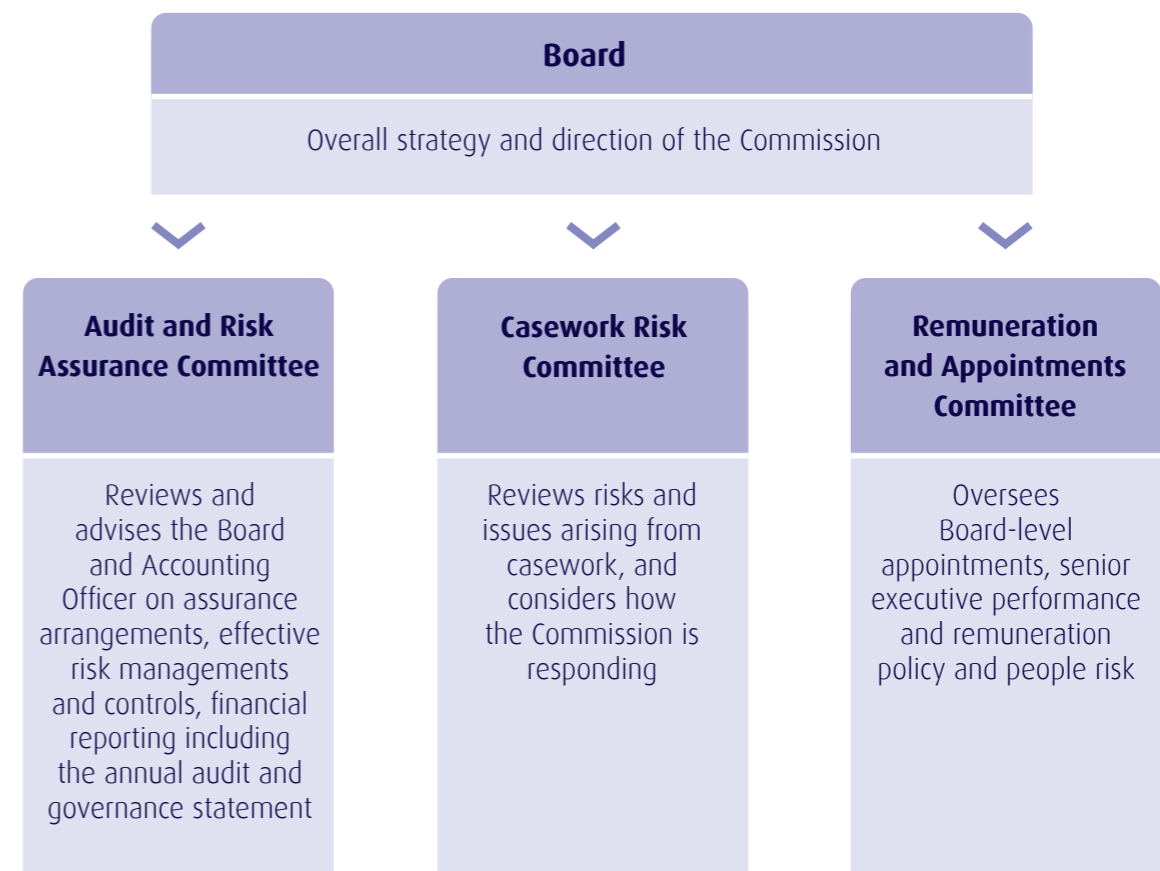 Board
Overall strategy and direction of the Commission
Audit and Risk
Assurance Committee
Reviews and
advises the Board
and Accounting
Officer on assurance
arrangements, effective
risk managements
and controls, financial
reporting including
the annual audit and
governance statement
Casework Risk
Committee
Reviews risks and
issues arising from
casework, and
considers how
the Commission is
responding
Remuneration
and Appointments
Committee
Oversees
Board-level
appointments, senior
executive performance
and remuneration
policy and people risk